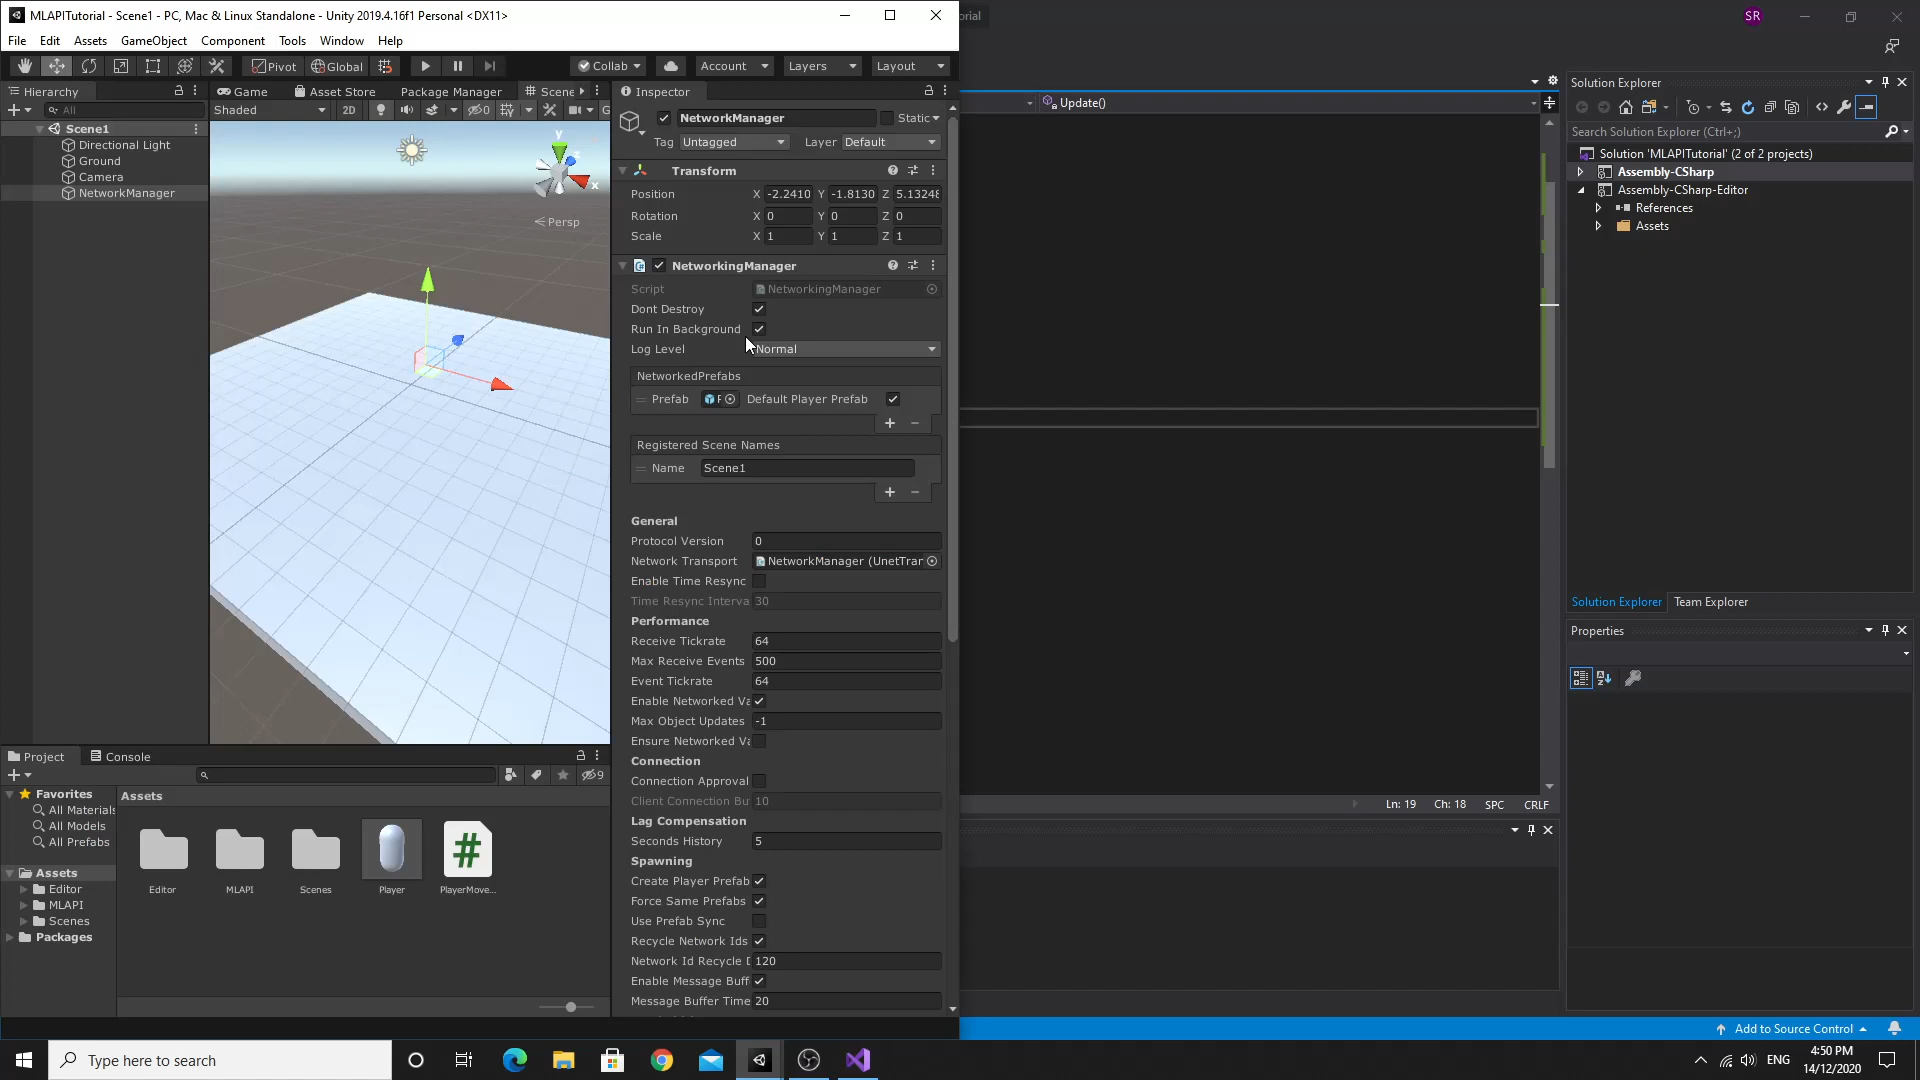 MLAPITutorial - Scene1 - PC, Mac & Linux Standalone - Unity 2019.4.16f1 Personal <DX11>
orial
SR
File Edit Assets GameObject Component Tools Window Help
Pivot Global Collab Account Layers Layout
Hierarchy
All
Scene1
Directional Light
Ground
Camera
NetworkManager
Game Asset Store Package Manager Scene
Shaded 2D 0 G
y
x
Persp
Inspector
NetworkManager Static
Tag Untagged Layer Default
Transform
Position X -2.2410 Y -1.8130 Z 5.13248
Rotation X 0 Y 0 Z 0
Scale X 1 Y 1 Z 1
NetworkingManager
Script NetworkingManager
Dont Destroy
Run In Background
Log Level Normal
NetworkedPrefabs
Prefab Default Player Prefab
Registered Scene Names
Name Scene1
General
Protocol Version 0
Network Transport NetworkManager (UnetTrar
Enable Time Resync
Time Resync Interva 30
Performance
Receive Tickrate 64
Max Receive Events 500
Event Tickrate 64
Enable Networked Va
Max Object Updates -1
Ensure Networked Va
Connection
Connection Approval
Client Connection Bu 10
Lag Compensation
Seconds History 5
Spawning
Create Player Prefab
Force Same Prefabs
Use Prefab Sync
Recycle Network Ids
Network Id Recycle D 120
Enable Message Buff
Message Buffer Time 20
Project Console
9
Favorites
All Materials
All Models
All Prefabs
Assets
Editor
MLAPI
Scenes
Packages
Assets
Editor MLAPI Scenes Player PlayerMove...
Update()
Ln: 19 Ch: 18 SPC CRLF
Solution Explorer
Search Solution Explorer (Ctrl+;)
Solution 'MLAPITutorial' (2 of 2 projects)
Assembly-CSharp
Assembly-CSharp-Editor
References
Assets
Solution Explorer Team Explorer
Properties
Add to Source Control
Type here to search
ENG
4:50 PM
14/12/2020